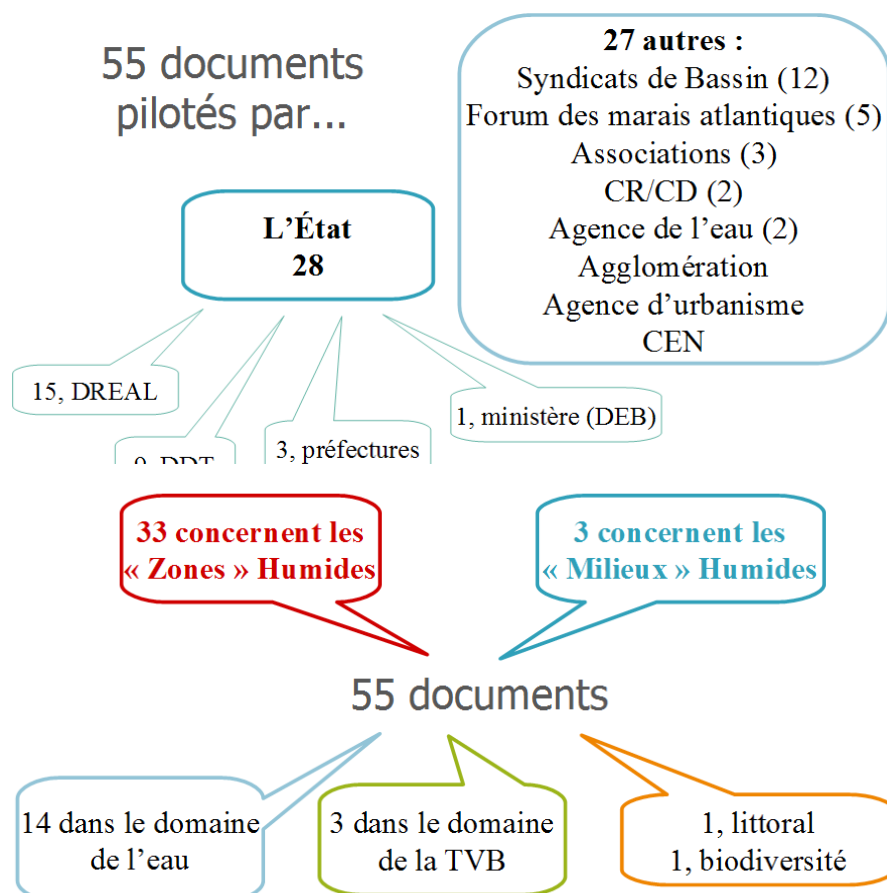 55 documents
pilotés par...
27 autres :
Syndicats de Bassin (12)
Forum des marais atlantiques (5)
Associations (3)
CR/CD (2)
Agence de l'eau (2)
Agglomération
Agence d'urbanisme
CEN
L'État
28
15, DREAL
9, DDT
3, préfectures
1, ministère (DEB)
33 concernent les
« Zones » Humides
3 concernent les
« Milieux » Humides
55 documents
14 dans le domaine
de l'eau
3 dans le domaine
de la TVB
1, littoral
1, biodiversité